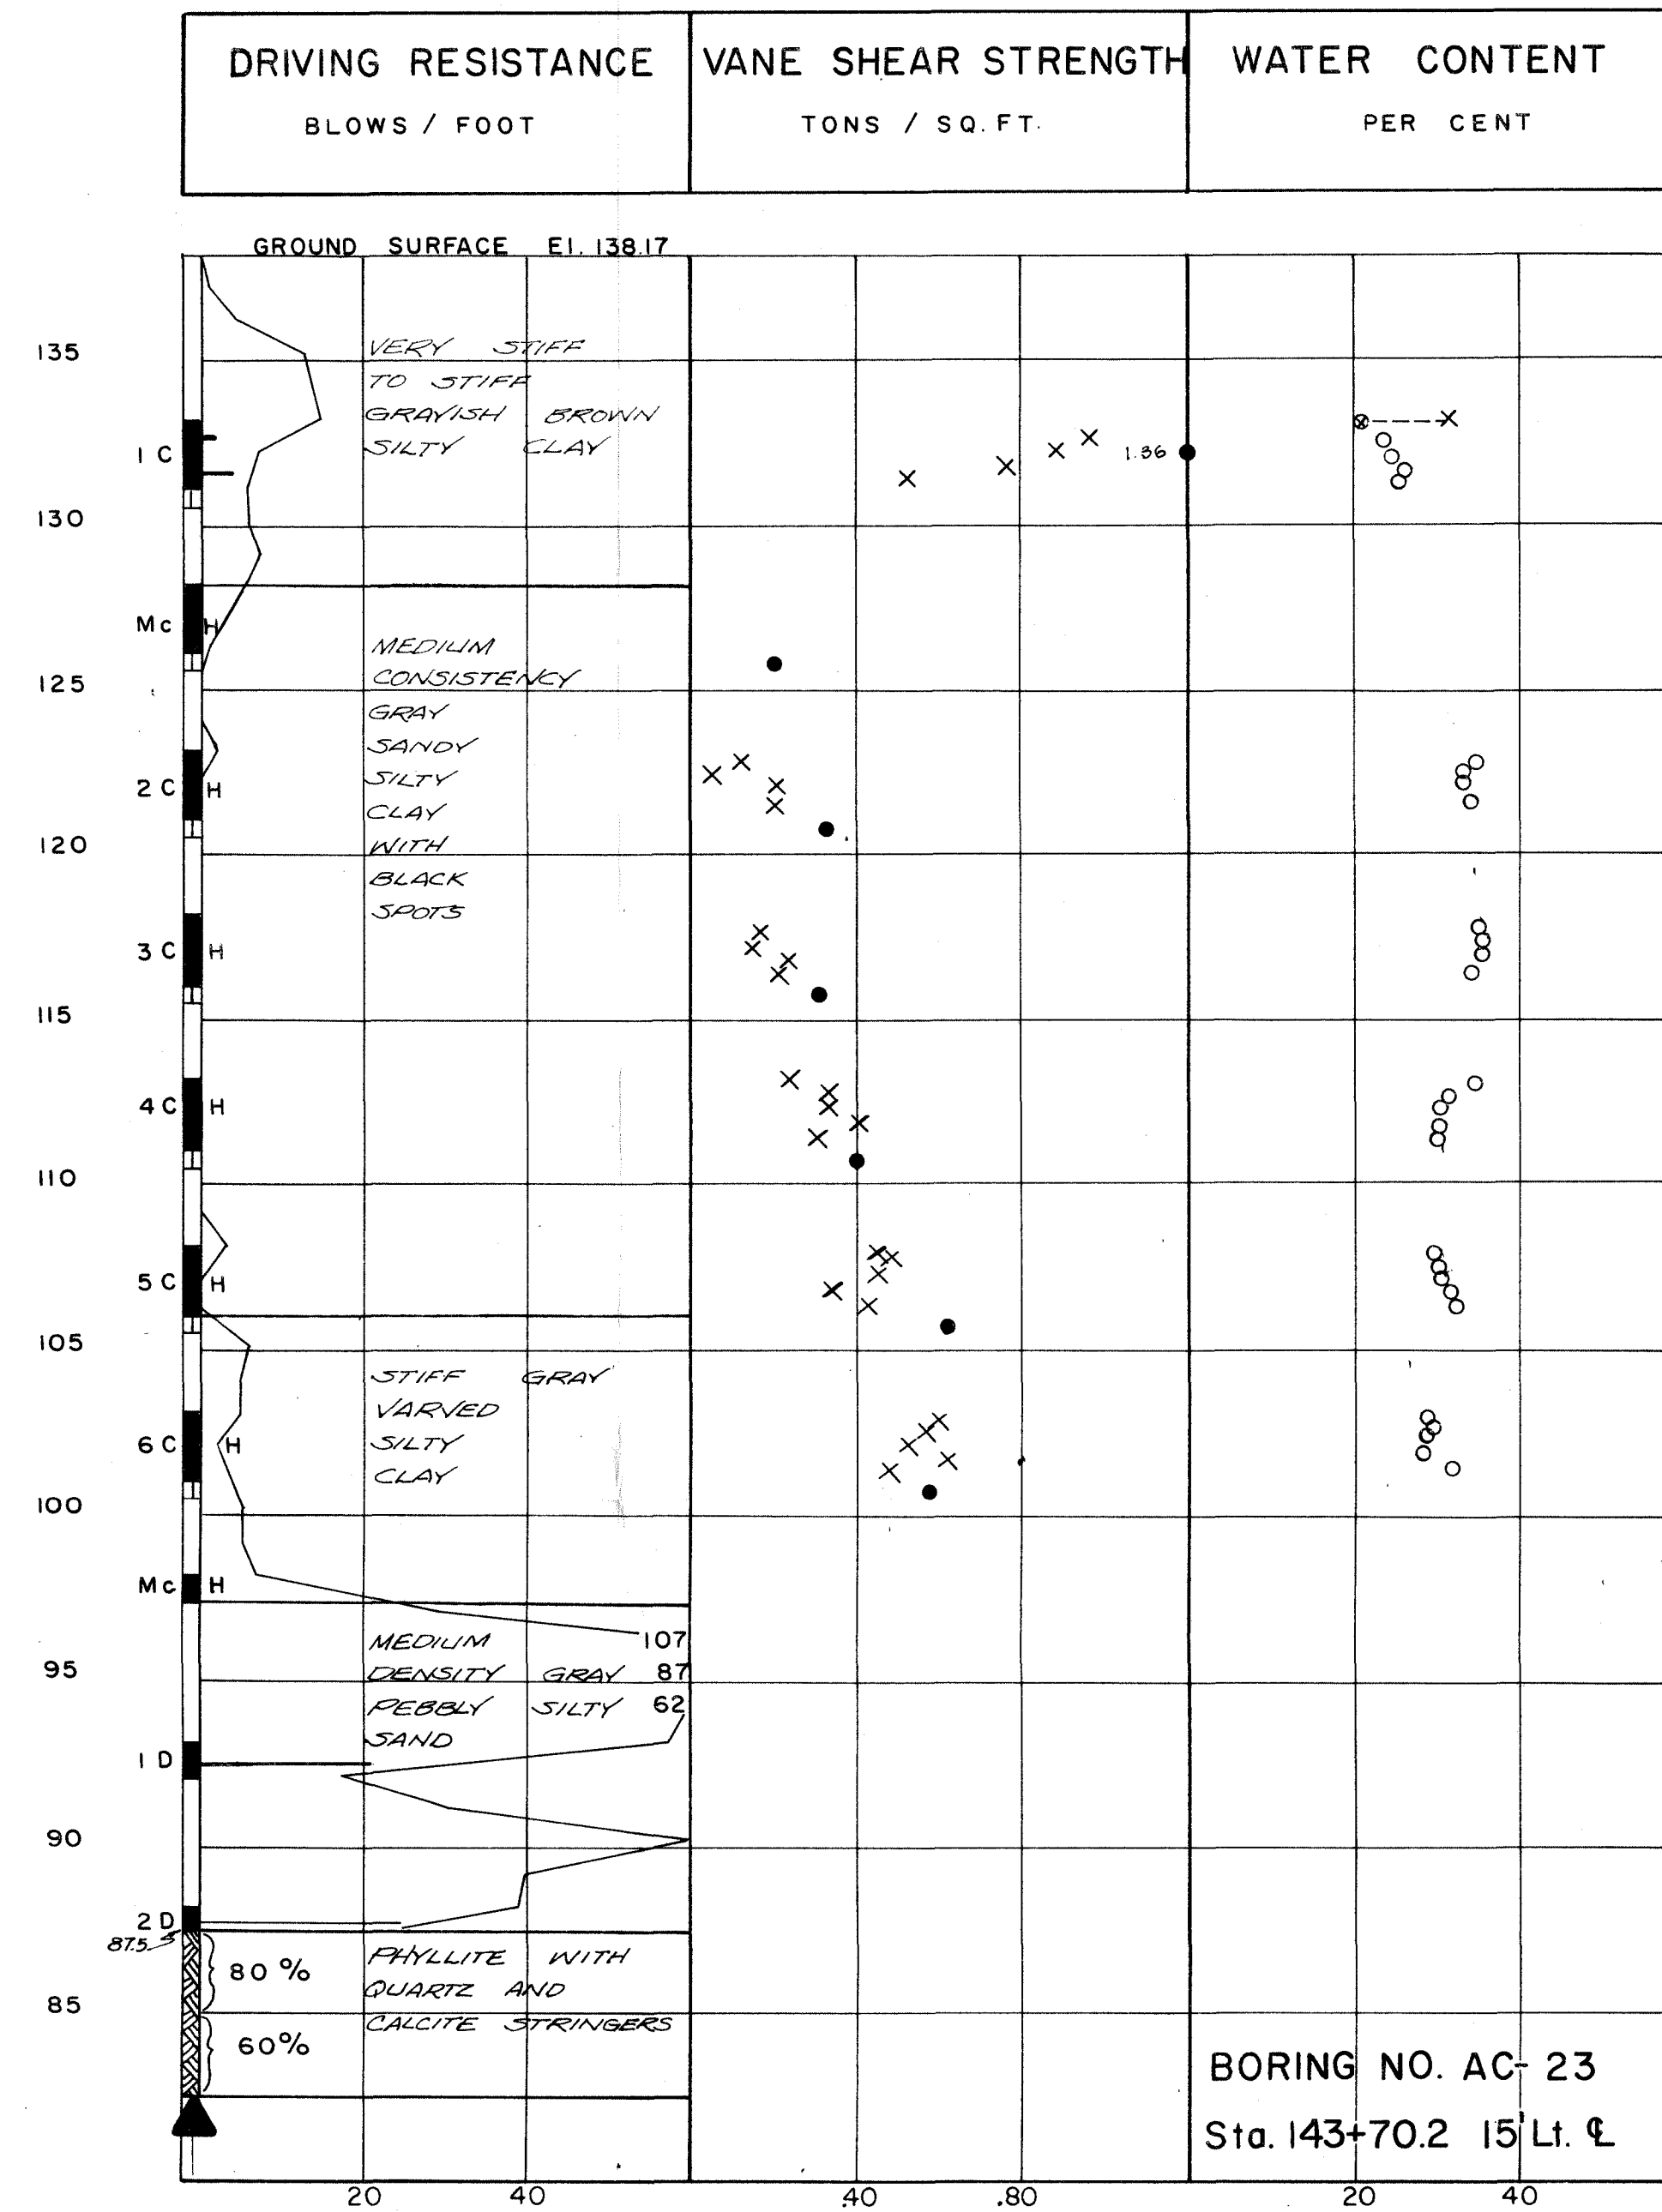 DRIVING RESISTANCE
BLOWS / FOOT
VANE SHEAR STRENGTH
TONS / SQ. FT.
WATER CONTENT
PER CENT
GROUND SURFACE El. 138.17
135
VERY STIFF
TO STIFF
GRAYISH BROWN
SILTY CLAY
1 C
1.36
130
Mc H
MEDIUM
CONSISTENCY
125
GRAY
SANDY
SILTY
2 C H
CLAY
WITH
120
BLACK
SPOTS
3 C H
115
4 C H
110
5 C H
105
STIFF GRAY
VARVED
SILTY
6 C H
CLAY
100
Mc H
MEDIUM 107
95
DENSITY GRAY 87
PEBBLY SILTY 62
SAND
1 D
90
2 D
87.5
80 %
PHYLLITE WITH
QUARTZ AND
85
CALCITE STRINGERS
60%
BORING NO. AC-23
Sta. 143+70.2 15' Lt. ℄
20 40 .40 .80 20 40